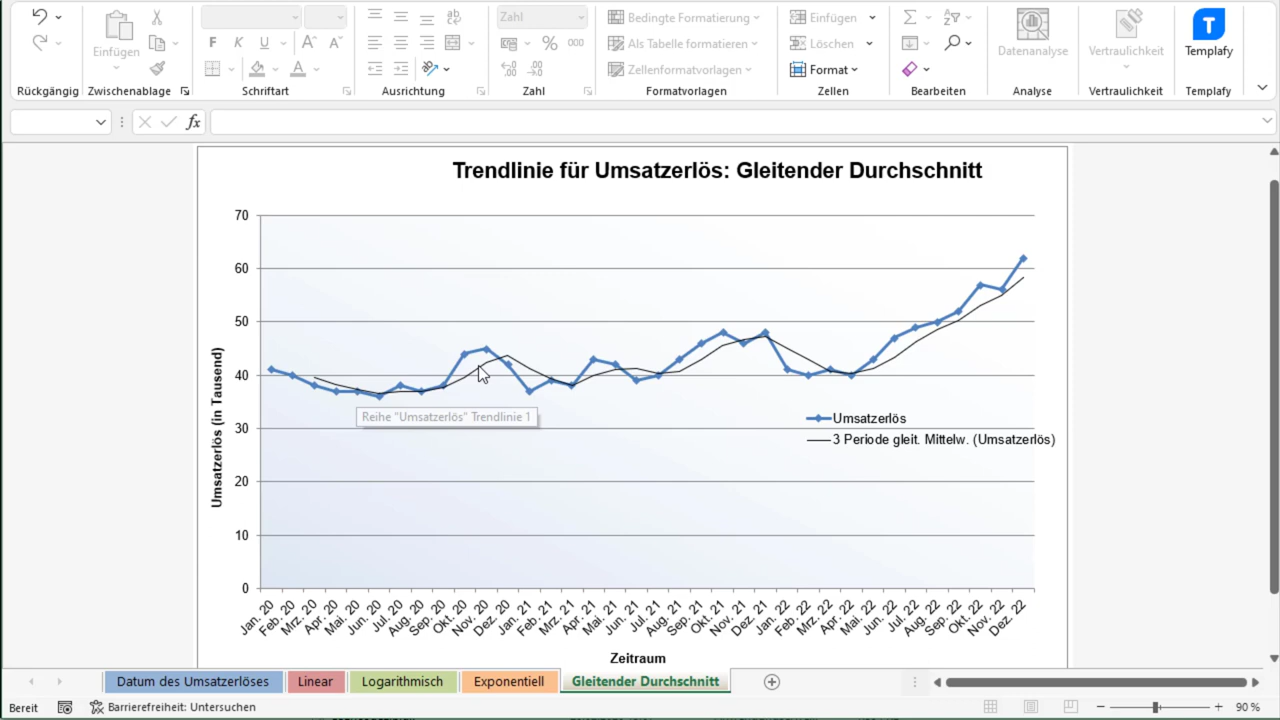 Zahl
Bedingte Formatierung
Einfügen
Einfügen
Als Tabelle formatieren
Löschen
Datenanalyse
Vertraulichkeit
Templafy
F K U
% 000
Zellenformatvorlagen
Format
Rückgängig
Zwischenablage
Schriftart
Ausrichtung
Zahl
Formatvorlagen
Zellen
Bearbeiten
Analyse
Vertraulichkeit
Templafy
fx
Trendlinie für Umsatzerlös: Gleitender Durchschnitt
70
60
50
40
30
20
10
0
Umsatzerlös (in Tausend)
Reihe "Umsatzerlös" Trendlinie 1
Umsatzerlös
3 Periode gleit. Mittelw. (Umsatzerlös)
Jan. 20
Feb. 20
Mrz. 20
Apr. 20
Mai. 20
Jun. 20
Jul. 20
Aug. 20
Sep. 20
Okt. 20
Nov. 20
Dez. 20
Jan. 21
Feb. 21
Mrz. 21
Apr. 21
Mai. 21
Jun. 21
Jul. 21
Aug. 21
Sep. 21
Okt. 21
Nov. 21
Dez. 21
Jan. 22
Feb. 22
Mrz. 22
Apr. 22
Mai. 22
Jun. 22
Jul. 22
Aug. 22
Sep. 22
Okt. 22
Nov. 22
Dez. 22
Zeitraum
Datum des Umsatzerlöses
Linear
Logarithmisch
Exponentiell
Gleitender Durchschnitt
Bereit
Barrierefreiheit: Untersuchen
90 %